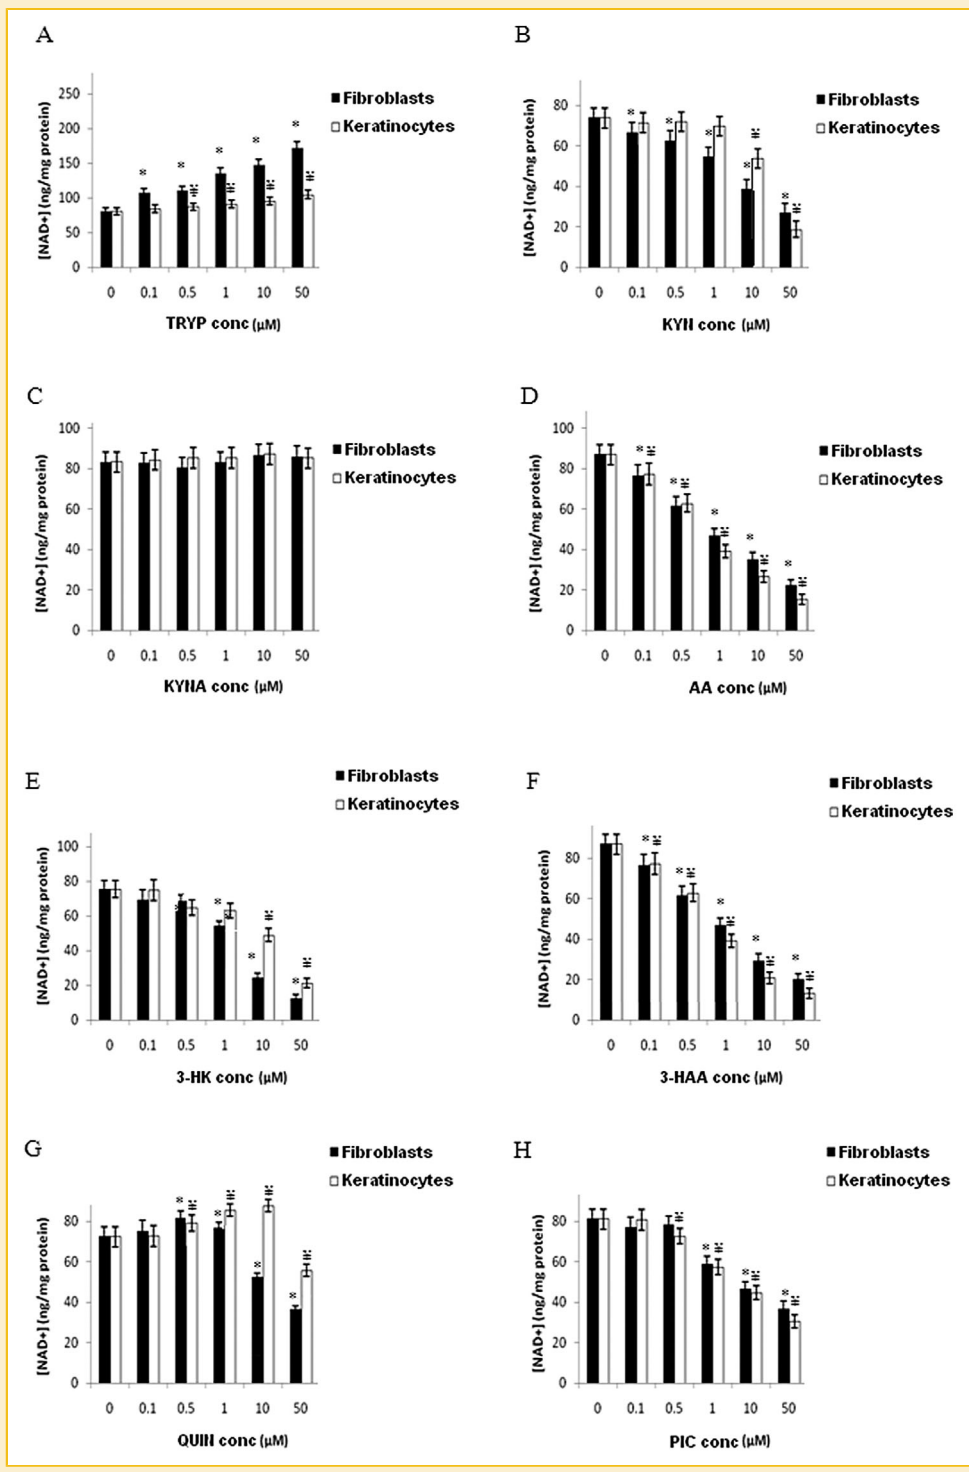 A
[NAD+] (ng/mg protein)
250
200
150
100
50
0
* * * * *
¥ ¥ ¥ ¥
0 0.1 0.5 1 10 50
TRYP conc (µM)
Fibroblasts
Keratinocytes
B
[NAD+] (ng/mg protein)
80
60
40
20
0
* * * * *
¥ ¥
0 0.1 0.5 1 10 50
KYN conc (µM)
Fibroblasts
Keratinocytes
C
[NAD+] (ng/mg protein)
100
80
60
40
20
0
0 0.1 0.5 1 10 50
KYNA conc (µM)
Fibroblasts
Keratinocytes
D
[NAD+] (ng/mg protein)
100
80
60
40
20
0
* ¥ * ¥ * ¥ * ¥ * ¥
0 0.1 0.5 1 10 50
AA conc (µM)
Fibroblasts
Keratinocytes
E
[NAD+] (ng/mg protein)
100
80
60
40
20
0
* * * ¥ * ¥
0 0.1 0.5 1 10 50
3-HK conc (µM)
Fibroblasts
Keratinocytes
F
[NAD+] (ng/mg protein)
80
60
40
20
0
* ¥ * ¥ * ¥ * ¥ * ¥
0 0.1 0.5 1 10 50
3-HAA conc (µM)
Fibroblasts
Keratinocytes
G
[NAD+] (ng/mg protein)
80
60
40
20
0
* ¥ * ¥ * ¥ * ¥
0 0.1 0.5 1 10 50
QUIN conc (µM)
Fibroblasts
Keratinocytes
H
[NAD+] (ng/mg protein)
80
60
40
20
0
¥ * ¥ * ¥ * ¥
0 0.1 0.5 1 10 50
PIC conc (µM)
Fibroblasts
Keratinocytes